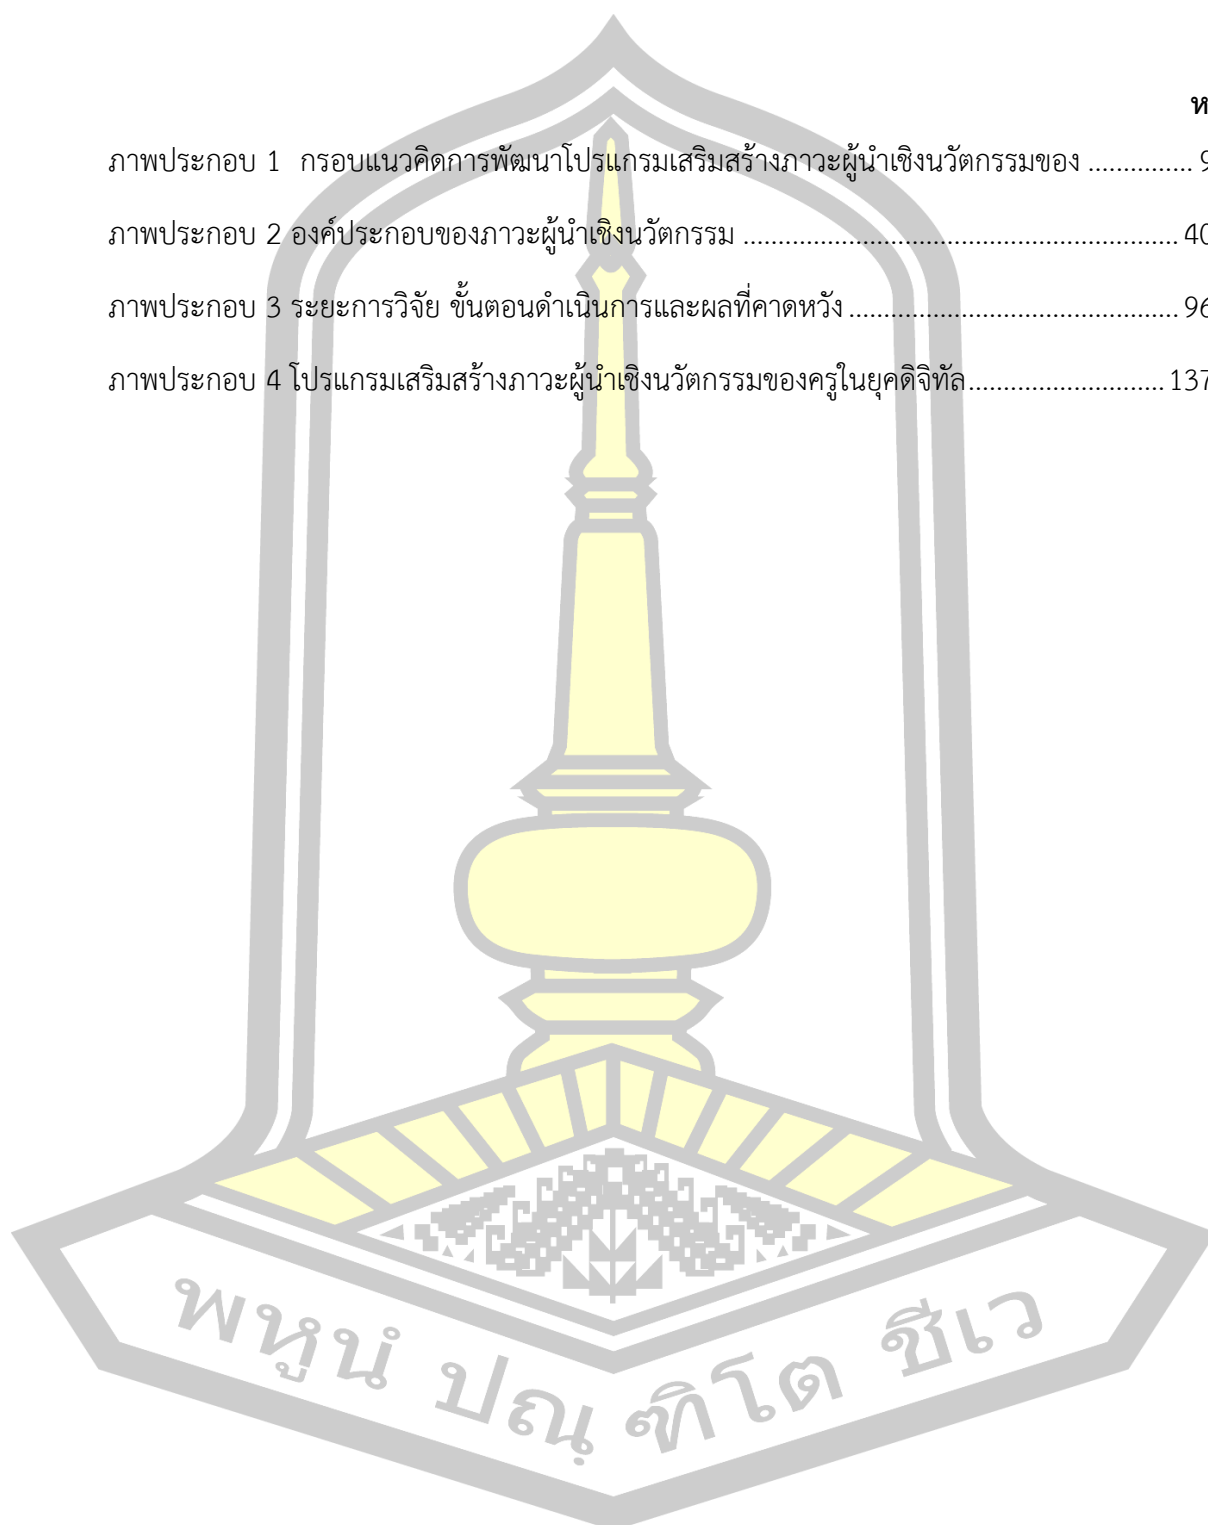 ห
ภาพประกอบ 1 กรอบแนวคิดการพัฒนาโปรแกรมเสริมสร้างภาวะผู้นำเชิงนวัตกรรมของ ............... 9
ภาพประกอบ 2 องค์ประกอบของภาวะผู้นำเชิงนวัตกรรม .............................................................. 40
ภาพประกอบ 3 ระยะการวิจัย ขั้นตอนดำเนินการและผลที่คาดหวัง ............................................... 96
ภาพประกอบ 4 โปรแกรมเสริมสร้างภาวะผู้นำเชิงนวัตกรรมของครูในยุคดิจิทัล............................ 137
พหูนํ ปณฺฑิโต ชีเว